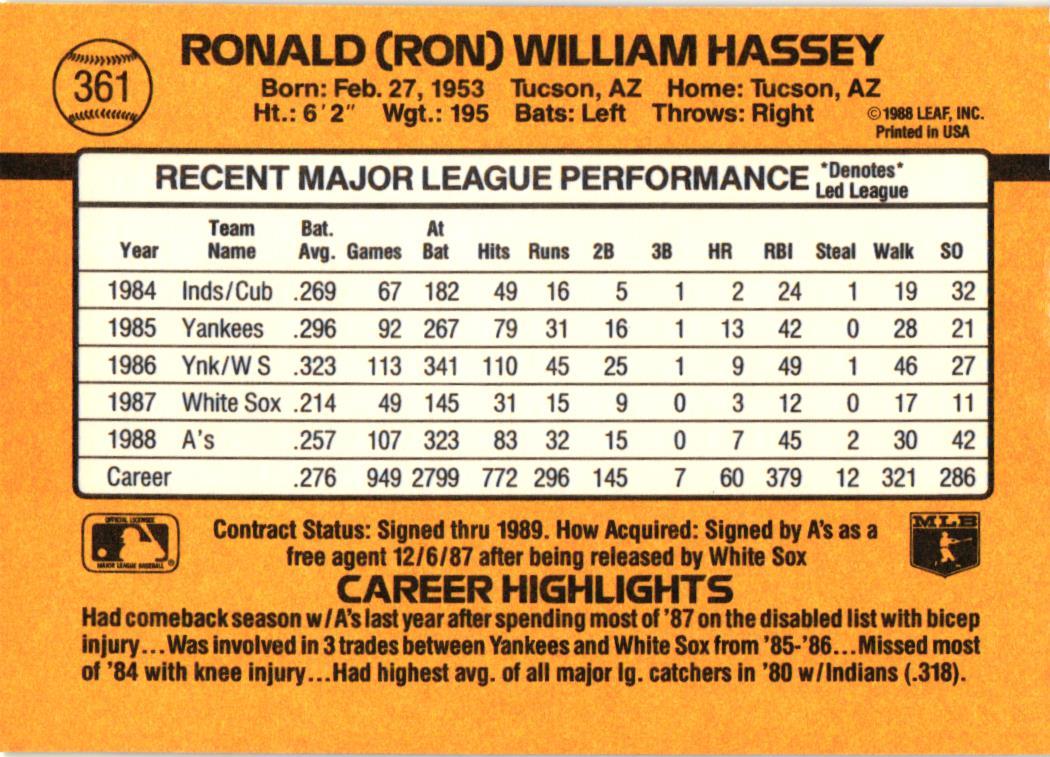 361
RONALD (RON) WILLIAM HASSEY
Born: Feb. 27, 1953 Tucson, AZ Home: Tucson, AZ
Ht.: 6'2" Wgt.: 195 Bats: Left Throws: Right
©1988 LEAF, INC.
Printed in USA
RECENT MAJOR LEAGUE PERFORMANCE *Denotes* Led League
Year Team Name Bat. Avg. Games At Bat Hits Runs 2B 3B HR RBI Steal Walk SO
1984 Inds/Cub .269 67 182 49 16 5 1 2 24 1 19 32
1985 Yankees .296 92 267 79 31 16 1 13 42 0 28 21
1986 Ynk/W S .323 113 341 110 45 25 1 9 49 1 46 27
1987 White Sox .214 49 145 31 15 9 0 3 12 0 17 11
1988 A's .257 107 323 83 32 15 0 7 45 2 30 42
Career .276 949 2799 772 296 145 7 60 379 12 321 286
OFFICIAL LICENSEE
MAJOR LEAGUE BASEBALL ®
Contract Status: Signed thru 1989. How Acquired: Signed by A's as a
free agent 12/6/87 after being released by White Sox
MLB
CAREER HIGHLIGHTS
Had comeback season w/A's last year after spending most of '87 on the disabled list with bicep
injury...Was involved in 3 trades between Yankees and White Sox from '85-'86...Missed most
of '84 with knee injury...Had highest avg. of all major lg. catchers in '80 w/Indians (.318).